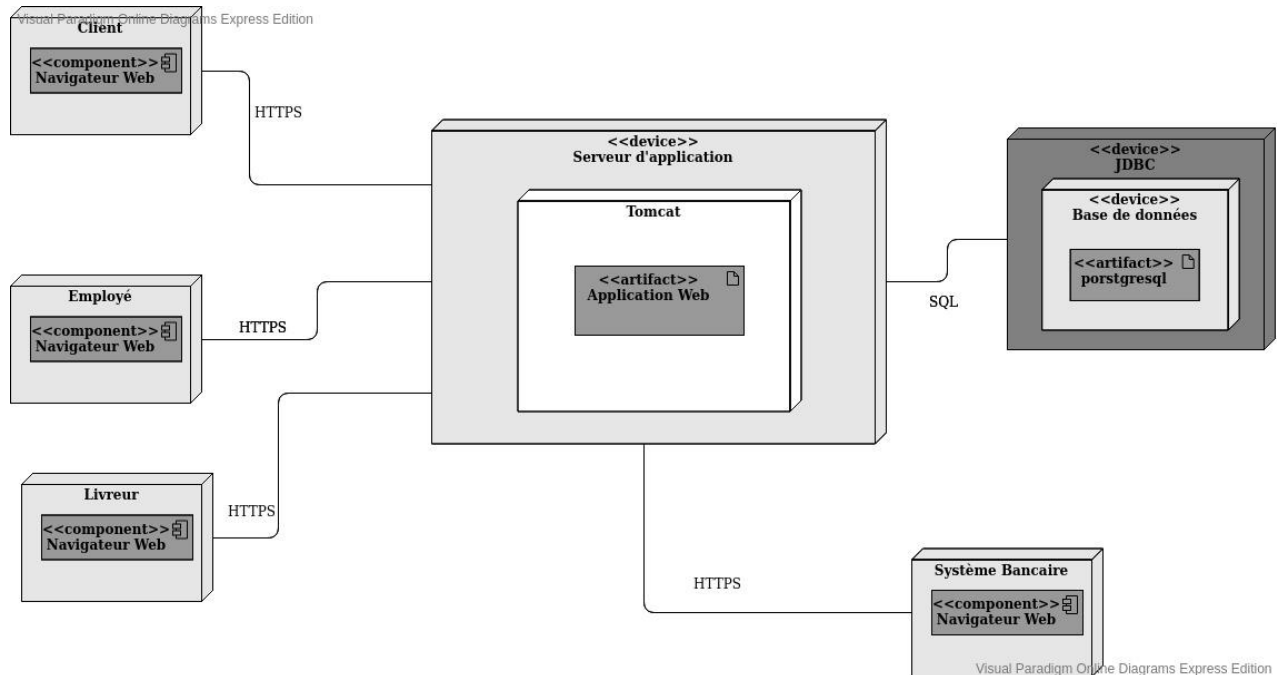 Visual Paradigm Online Diagrams Express Edition
Client
<<component>>
Navigateur Web
HTTPS
<<device>>
Serveur d'application
Tomcat
<<artifact>>
Application Web
<<device>>
JDBC
<<device>>
Base de données
<<artifact>>
porstgresql
SQL
Employé
<<component>>
Navigateur Web
HTTPS
Livreur
<<component>>
Navigateur Web
HTTPS
HTTPS
Système Bancaire
<<component>>
Navigateur Web
Visual Paradigm Online Diagrams Express Edition